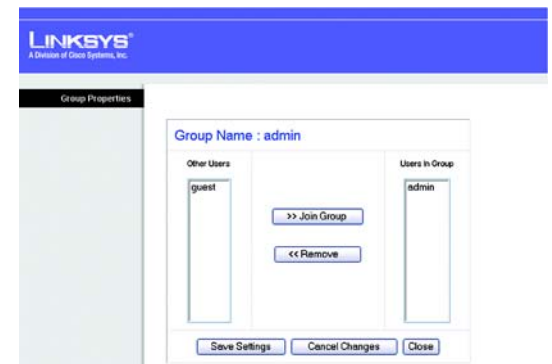 LINKSYS®
A Division of Cisco Systems, Inc.
Group Properties
Group Name : admin
Other Users
Users In Group
guest
admin
>> Join Group
<< Remove
Save Settings
Cancel Changes
Close